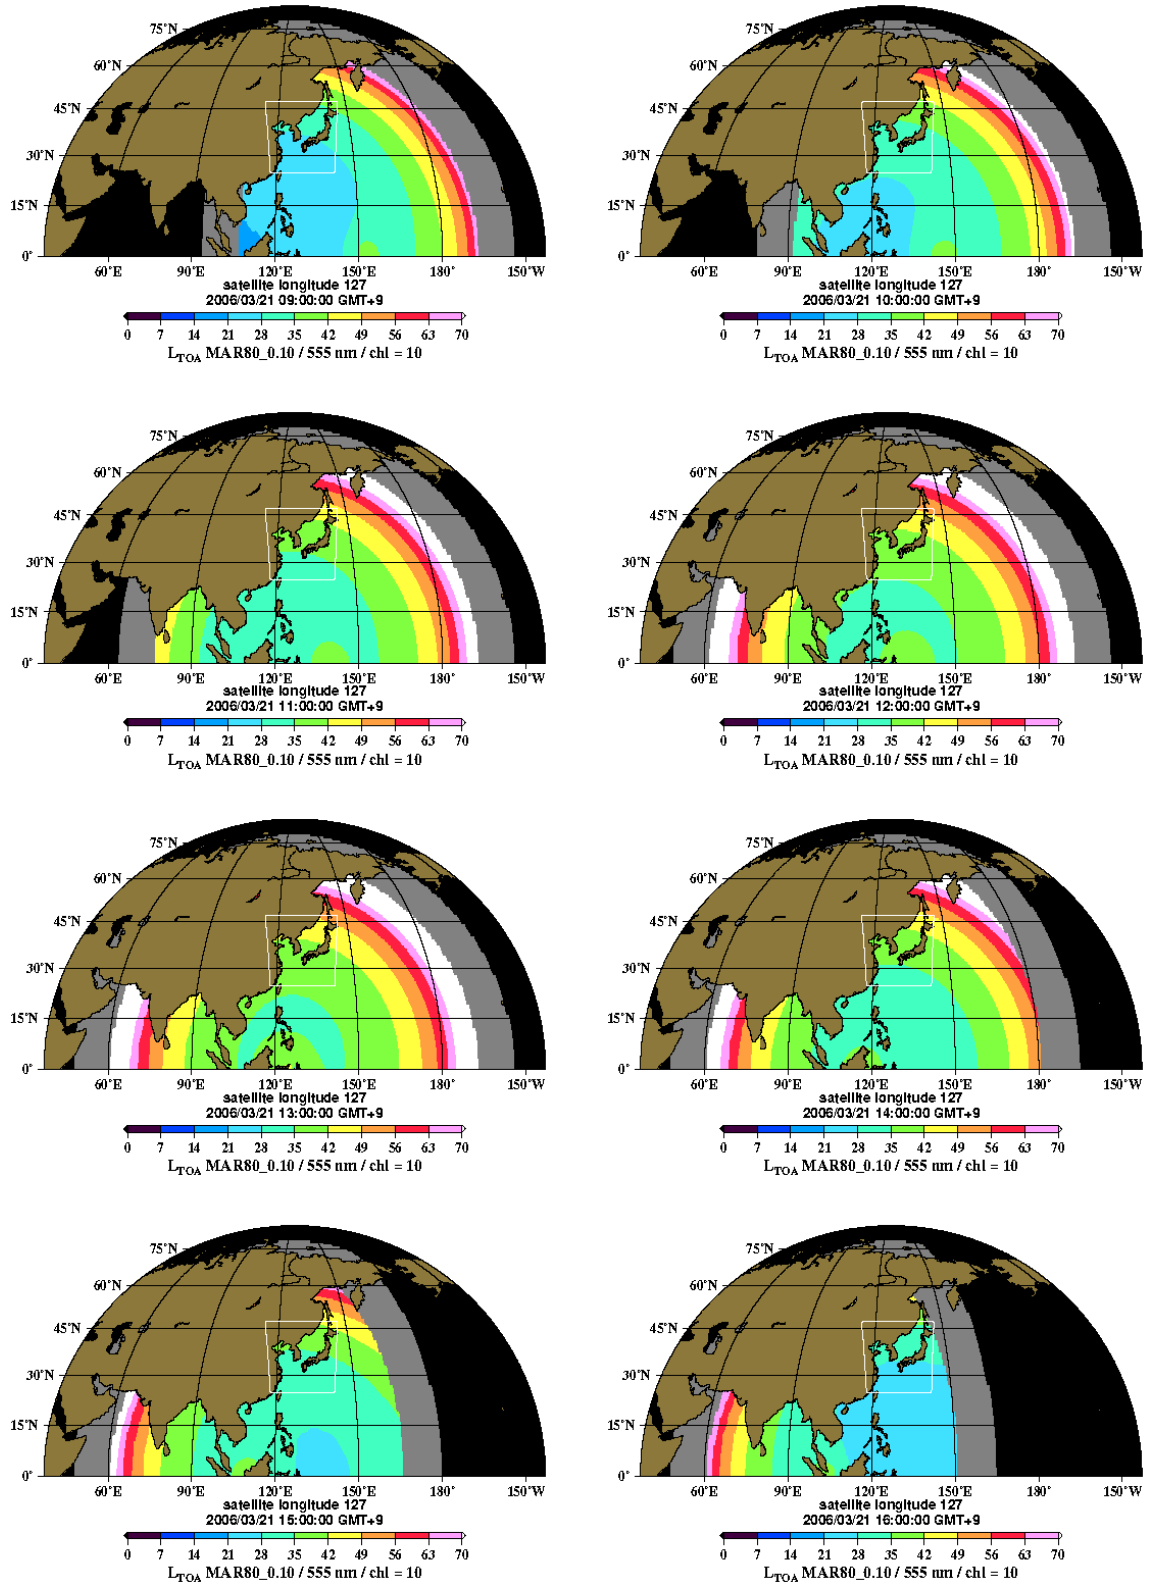 75°N
60°N
45°N
30°N
15°N
0°
60°E 90°E 120°E 150°E 180° 150°W
satellite longitude 127
2006/03/21 09:00:00 GMT+9
0 7 14 21 28 35 42 49 56 63 70
LTOA MAR80_0.10 / 555 nm / chl = 10
75°N
60°N
45°N
30°N
15°N
0°
60°E 90°E 120°E 150°E 180° 150°W
satellite longitude 127
2006/03/21 10:00:00 GMT+9
0 7 14 21 28 35 42 49 56 63 70
LTOA MAR80_0.10 / 555 nm / chl = 10
75°N
60°N
45°N
30°N
15°N
0°
60°E 90°E 120°E 150°E 180° 150°W
satellite longitude 127
2006/03/21 11:00:00 GMT+9
0 7 14 21 28 35 42 49 56 63 70
LTOA MAR80_0.10 / 555 nm / chl = 10
75°N
60°N
45°N
30°N
15°N
0°
60°E 90°E 120°E 150°E 180° 150°W
satellite longitude 127
2006/03/21 12:00:00 GMT+9
0 7 14 21 28 35 42 49 56 63 70
LTOA MAR80_0.10 / 555 nm / chl = 10
75°N
60°N
45°N
30°N
15°N
0°
60°E 90°E 120°E 150°E 180° 150°W
satellite longitude 127
2006/03/21 13:00:00 GMT+9
0 7 14 21 28 35 42 49 56 63 70
LTOA MAR80_0.10 / 555 nm / chl = 10
75°N
60°N
45°N
30°N
15°N
0°
60°E 90°E 120°E 150°E 180° 150°W
satellite longitude 127
2006/03/21 14:00:00 GMT+9
0 7 14 21 28 35 42 49 56 63 70
LTOA MAR80_0.10 / 555 nm / chl = 10
75°N
60°N
45°N
30°N
15°N
0°
60°E 90°E 120°E 150°E 180° 150°W
satellite longitude 127
2006/03/21 15:00:00 GMT+9
0 7 14 21 28 35 42 49 56 63 70
LTOA MAR80_0.10 / 555 nm / chl = 10
75°N
60°N
45°N
30°N
15°N
0°
60°E 90°E 120°E 150°E 180° 150°W
satellite longitude 127
2006/03/21 16:00:00 GMT+9
0 7 14 21 28 35 42 49 56 63 70
LTOA MAR80_0.10 / 555 nm / chl = 10